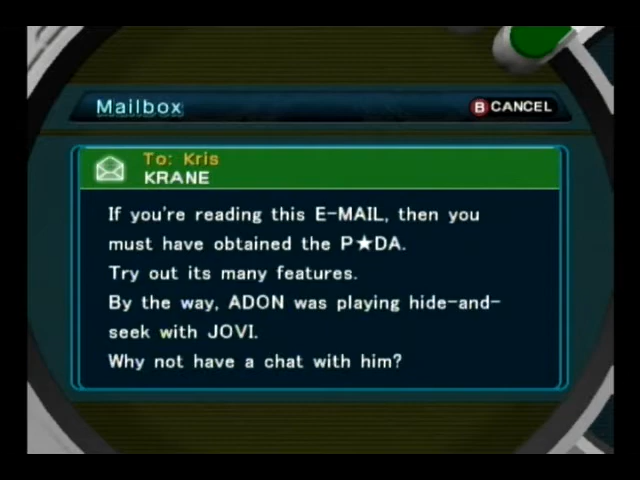 Mailbox
B CANCEL
To: Kris
KRANE
If you're reading this E-MAIL, then you
must have obtained the P★DA.
Try out its many features.
By the way, ADON was playing hide-and-
seek with JOVI.
Why not have a chat with him?